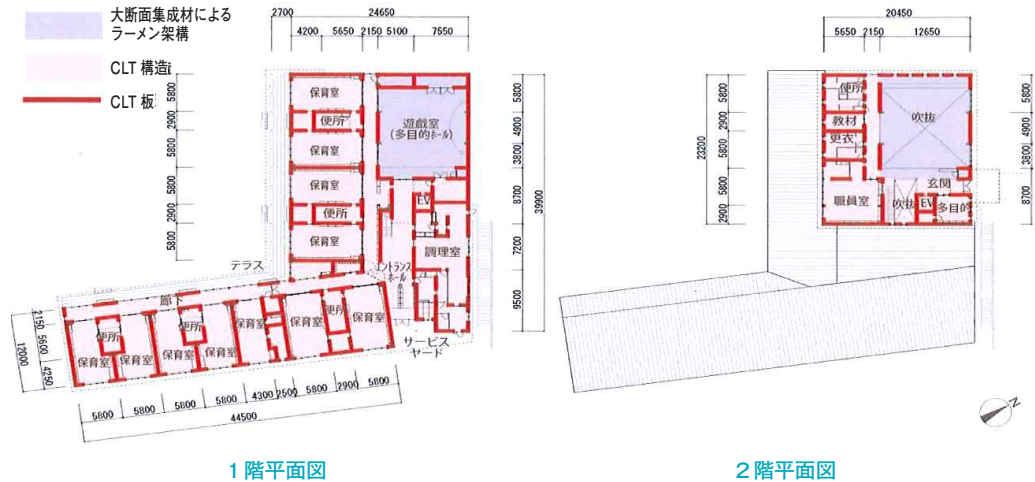 大断面集成材による
ラーメン架構
CLT 構造
CLT 板
2700 24650
4200 5650 2150 5100 7550
5800
2900
5800
5800
2900
5800
保育室
便所
保育室
保育室
便所
保育室
遊戯室
(多目的ホール)
EV
調理室
エントランス
ホール
5800
4900
3800
8700
7200
9500
39900
テラス
廊下
便所
保育室
保育室
便所
保育室
保育室
保育室
保育室
便所
保育室
サービス
ヤード
2150
5600
4250
12000
5800 5800 5800 5800 4300 2500 5800 2900 5800
44500
1階平面図
20450
5650 2150 12650
5800
2900
5800
5800
2900
23200
便所
教材
更衣
職員室
吹抜
吹抜
EV
玄関
多目的
5800
4900
3800
8700
N
2階平面図